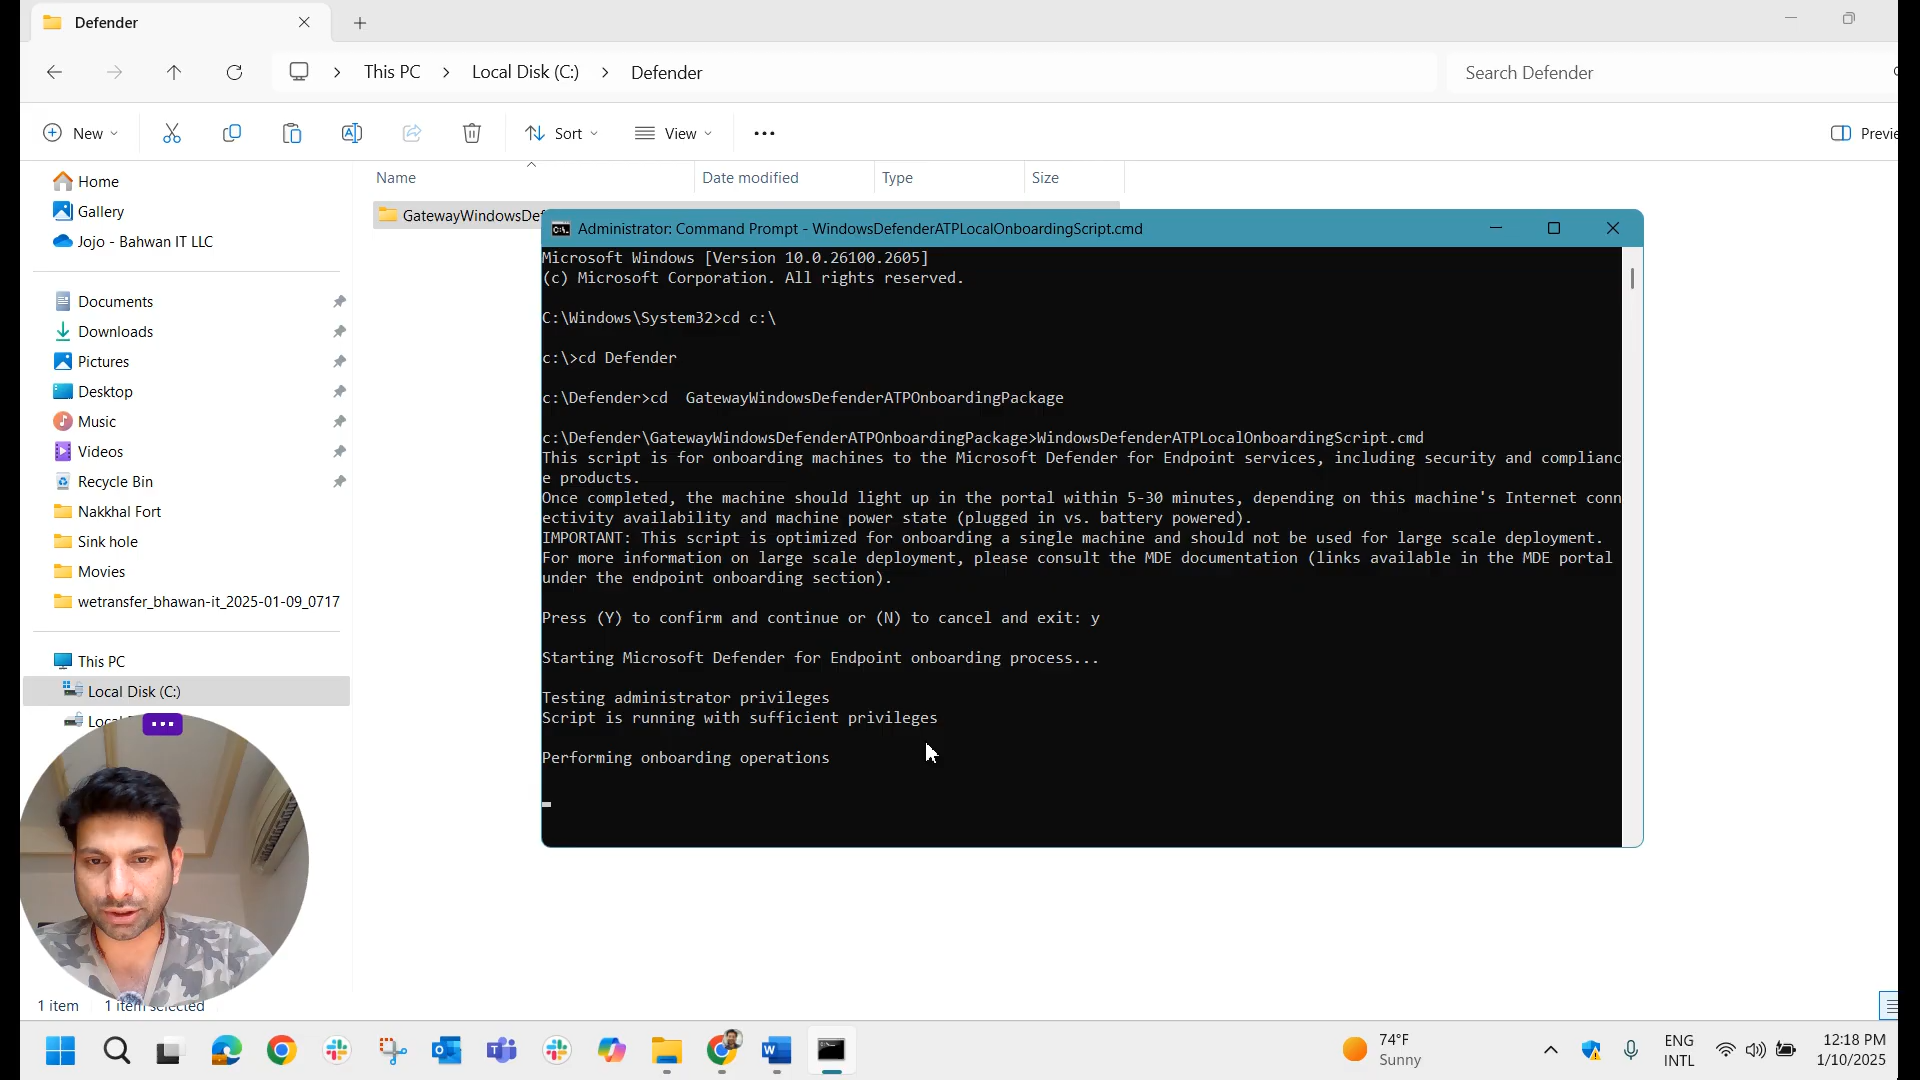 Defender
This PC
Local Disk (C:)
Defender
Search Defender
New
Sort
View
Name
Date modified
Type
Size
Home
Gallery
Jojo - Bahwan IT LLC
Documents
Downloads
Pictures
Desktop
Music
Videos
Recycle Bin
Nakkhal Fort
Sink hole
Movies
wetransfer_bhawan-it_2025-01-09_0717
This PC
Local Disk (C:)
Administrator: Command Prompt - WindowsDefenderATPLocalOnboardingScript.cmd
Microsoft Windows [Version 10.0.26100.2605]
(c) Microsoft Corporation. All rights reserved.
C:\Windows\System32>cd c:\
c:\>cd Defender
c:\Defender>cd  GatewayWindowsDefenderATPOnboardingPackage
c:\Defender\GatewayWindowsDefenderATPOnboardingPackage>WindowsDefenderATPLocalOnboardingScript.cmd
This script is for onboarding machines to the Microsoft Defender for Endpoint services, including security and complianc
e products.
Once completed, the machine should light up in the portal within 5-30 minutes, depending on this machine's Internet conn
ectivity availability and machine power state (plugged in vs. battery powered).
IMPORTANT: This script is optimized for onboarding a single machine and should not be used for large scale deployment.
For more information on large scale deployment, please consult the MDE documentation (links available in the MDE portal
under the endpoint onboarding section).
Press (Y) to confirm and continue or (N) to cancel and exit: y
Starting Microsoft Defender for Endpoint onboarding process...
Testing administrator privileges
Script is running with sufficient privileges
Performing onboarding operations
1 item
1 item selected
74°F
Sunny
ENG
INTL
12:18 PM
1/10/2025